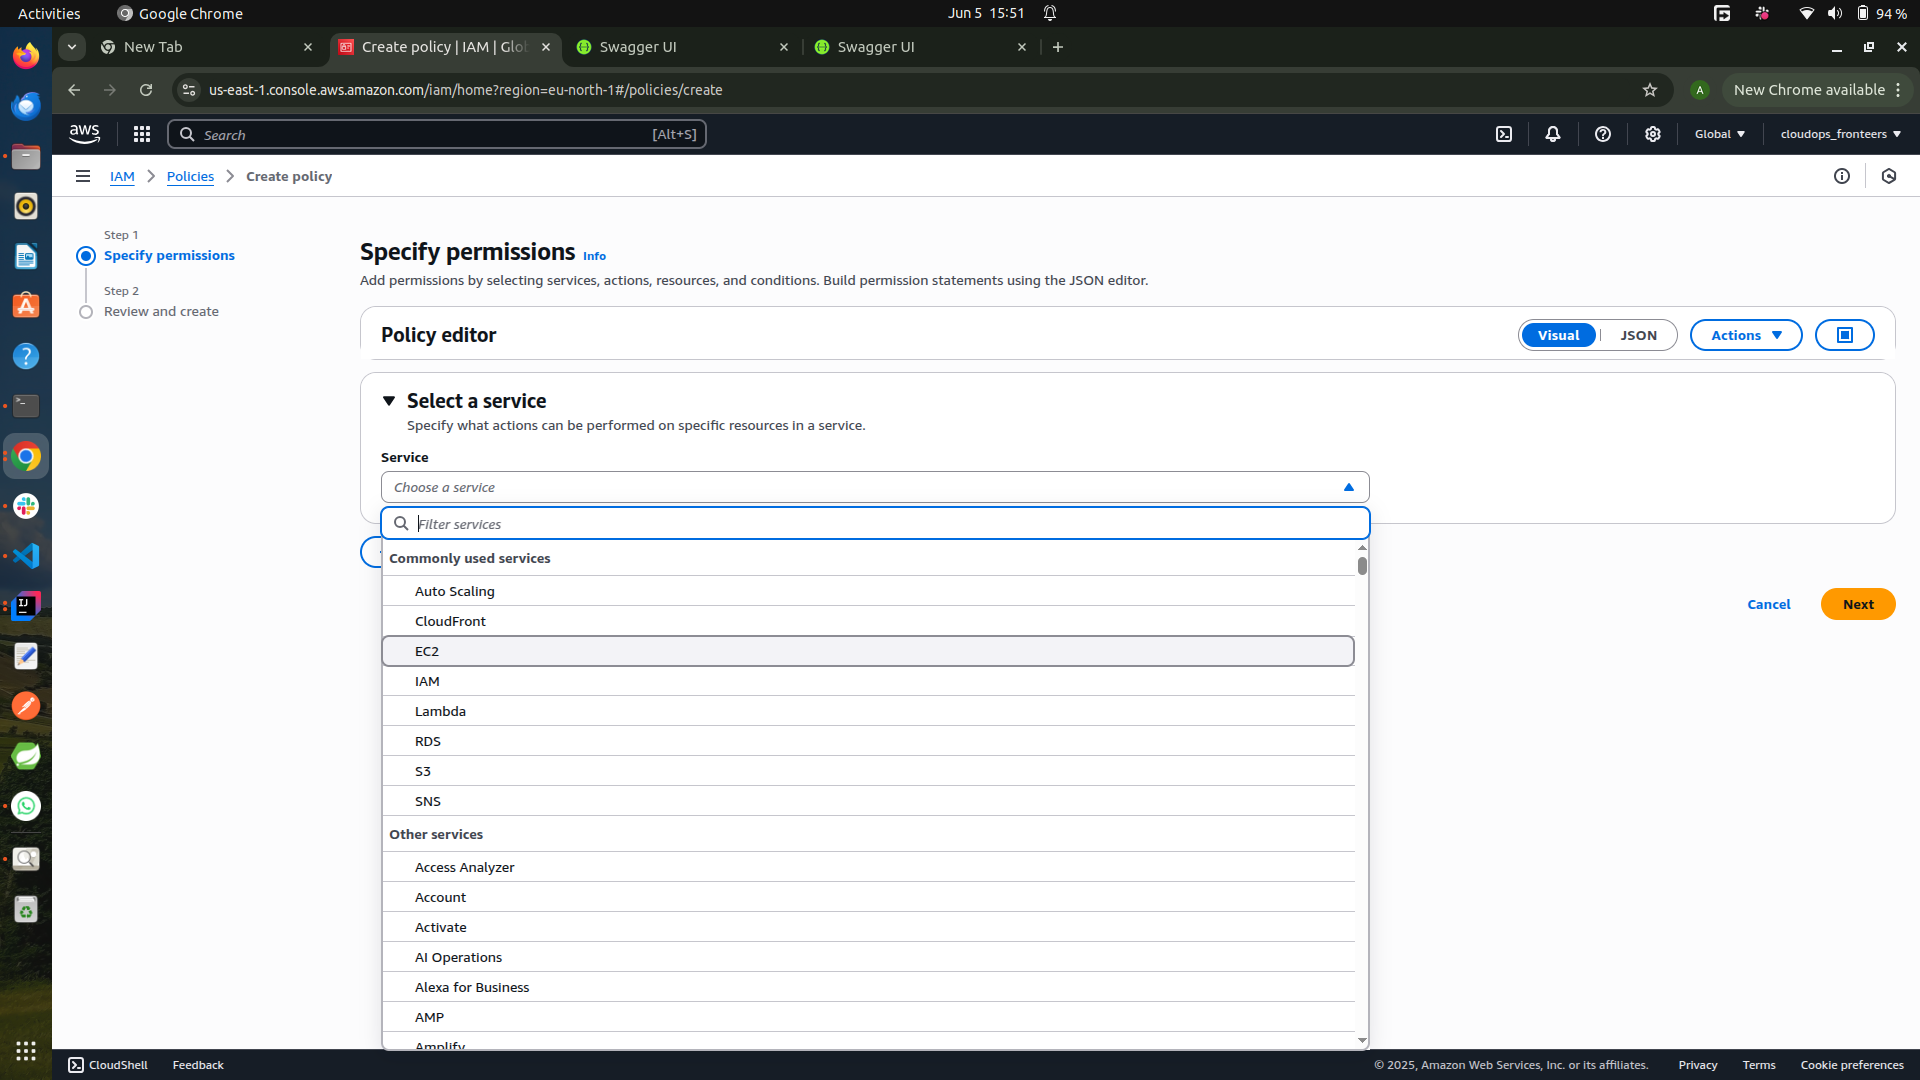 Activities
Google Chrome
Jun 5 15:51
94 %
New Tab
Create policy | IAM | Glo
Swagger UI
Swagger UI
us-east-1.console.aws.amazon.com/iam/home?region=eu-north-1#/policies/create
A
New Chrome available
aws
Search
[Alt+S]
Global
cloudops_fronteers
IAM
Policies
Create policy
Step 1
Specify permissions
Step 2
Review and create
Specify permissions Info
Add permissions by selecting services, actions, resources, and conditions. Build permission statements using the JSON editor.
Policy editor
Visual
JSON
Actions
Select a service
Specify what actions can be performed on specific resources in a service.
Service
Choose a service
Filter services
Commonly used services
Auto Scaling
CloudFront
EC2
IAM
Lambda
RDS
S3
SNS
Other services
Access Analyzer
Account
Activate
AI Operations
Alexa for Business
AMP
Amplify
Cancel
Next
CloudShell
Feedback
© 2025, Amazon Web Services, Inc. or its affiliates.
Privacy
Terms
Cookie preferences